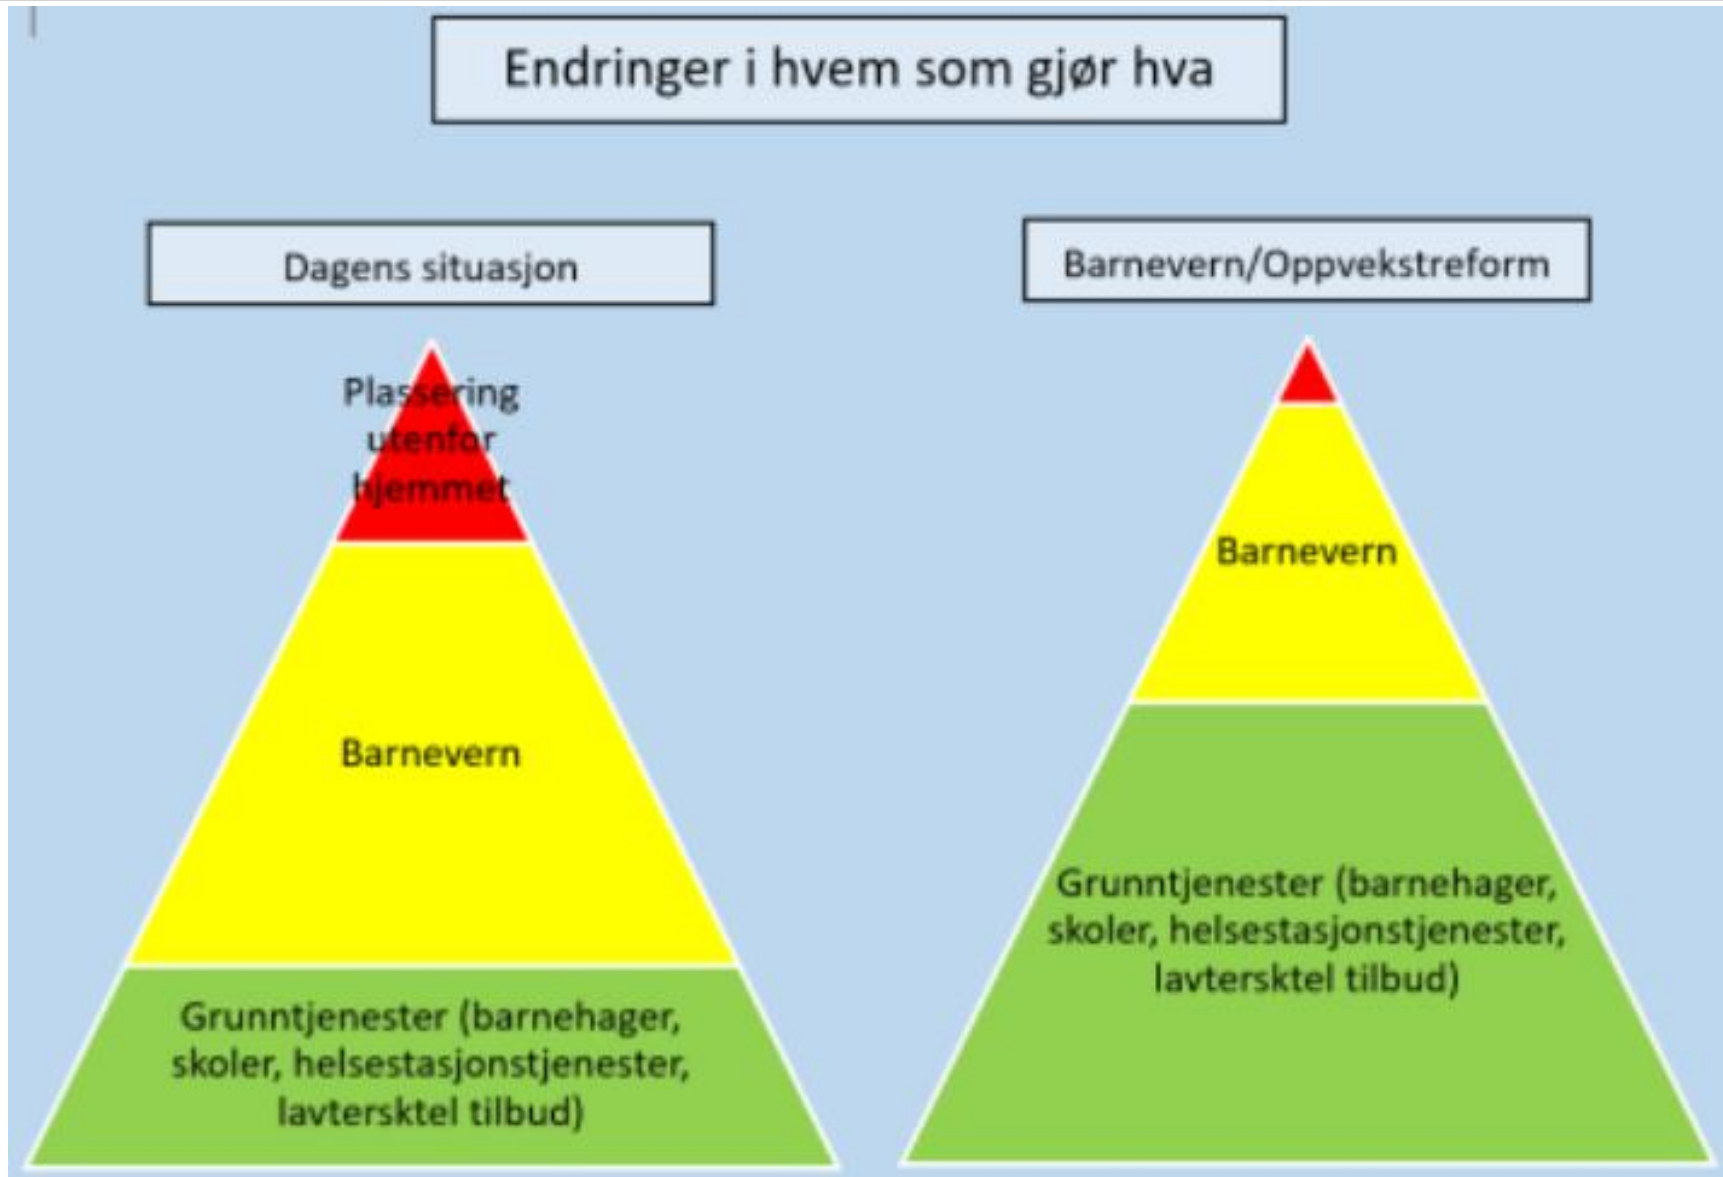 Endringer i hvem som gjør hva
Dagens situasjon
Plassering
utenfor
hjemmet
Barnevern
Grunntjenester (barnehager,
skoler, helsestasjonstjenester,
lavtersktel tilbud)
Barnevern/Oppvekstreform
Barnevern
Grunntjenester (barnehager,
skoler, helsestasjonstjenester,
lavtersktel tilbud)